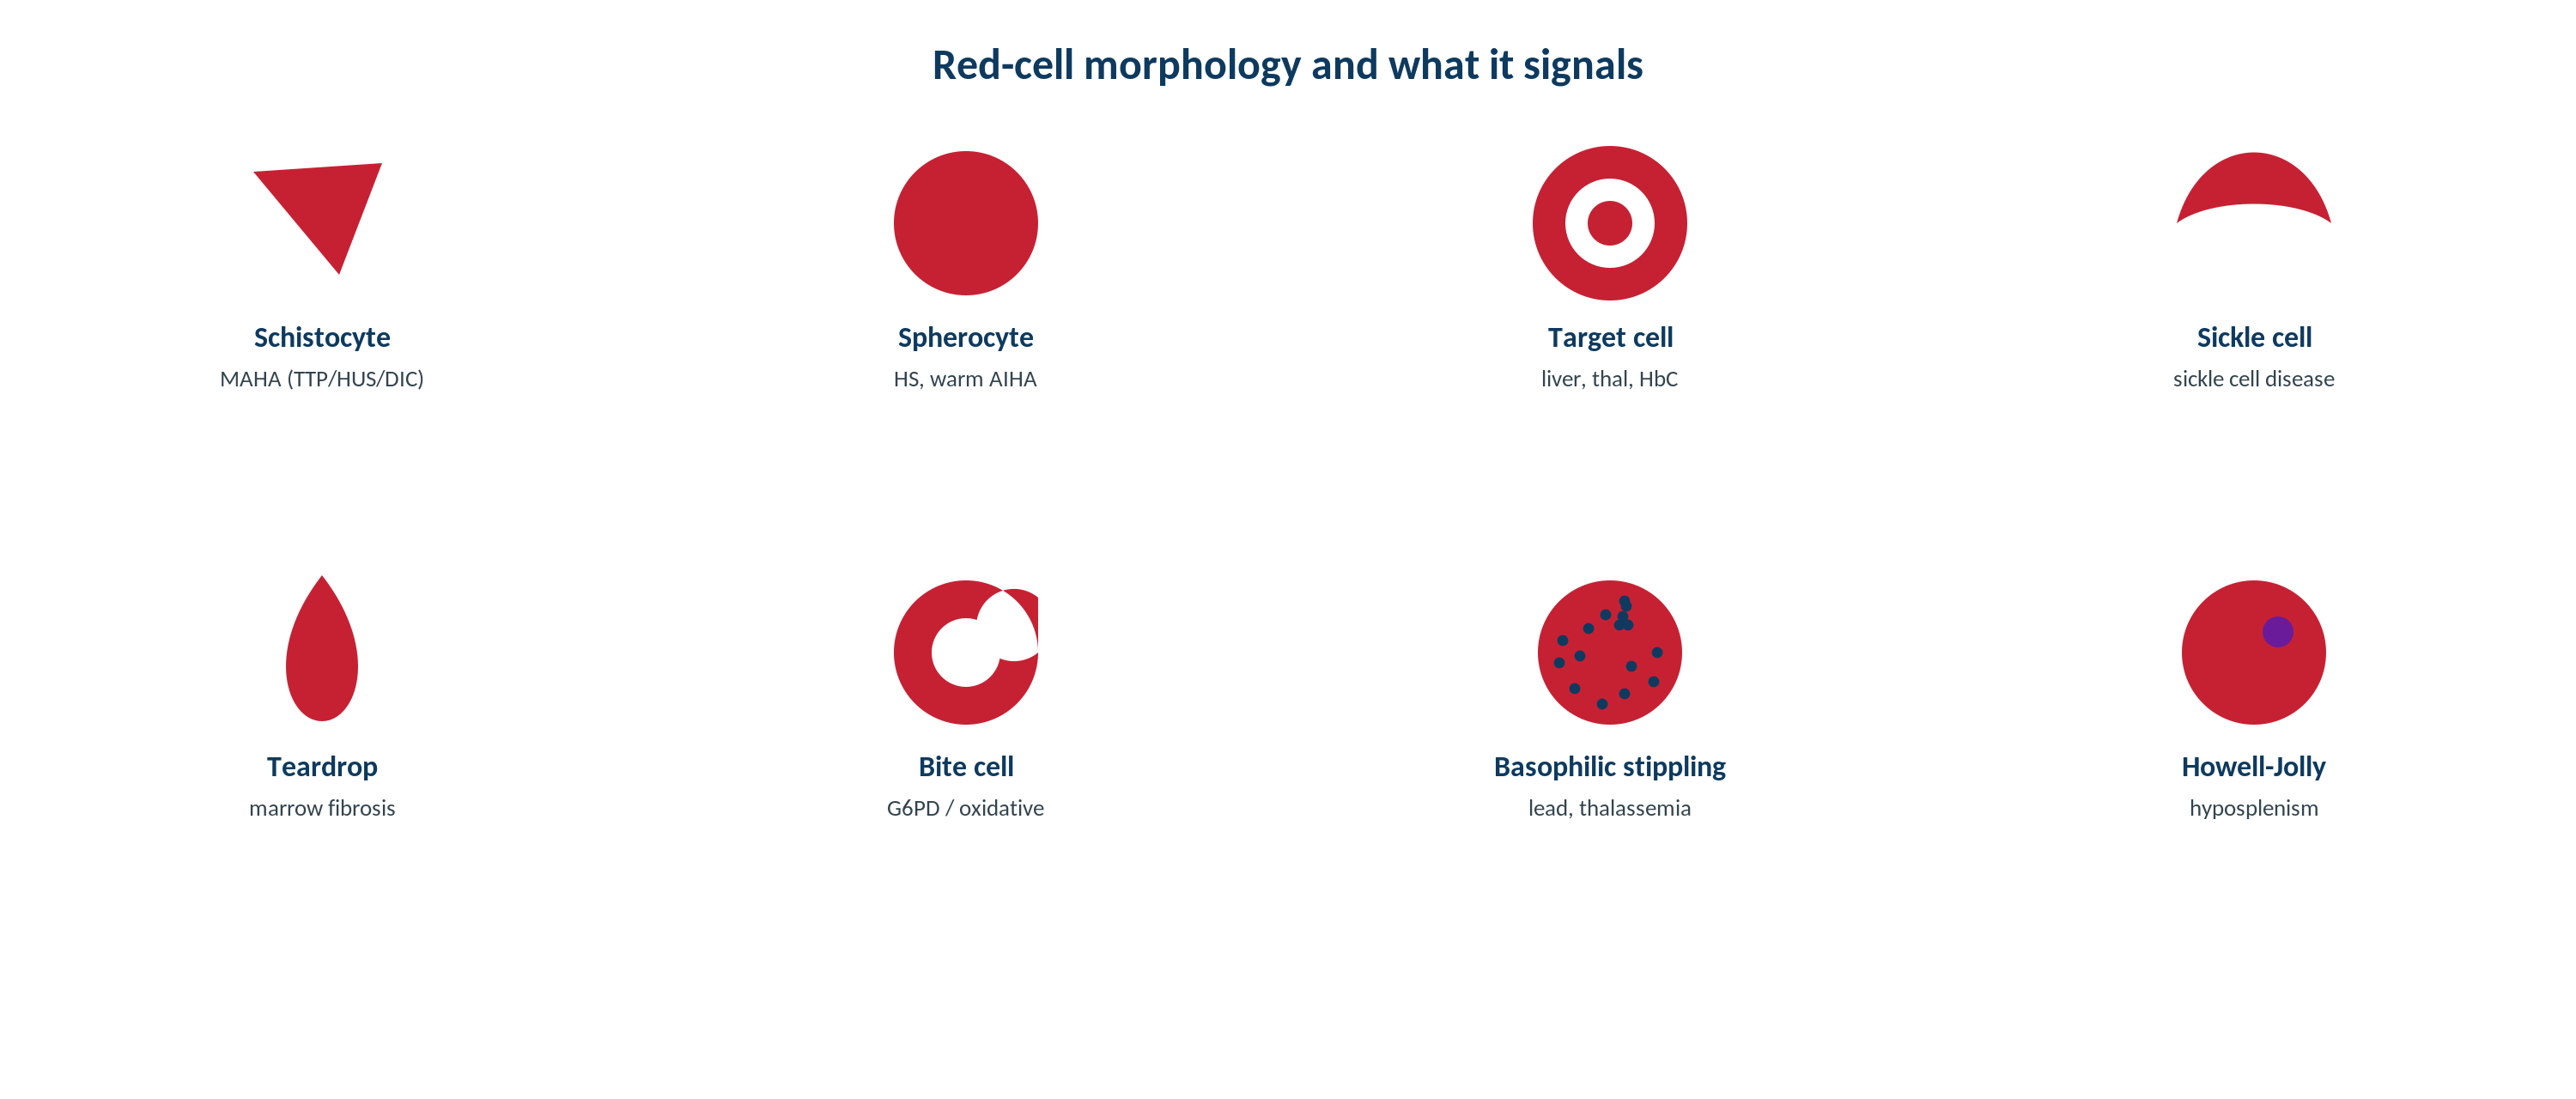 Red-cell morphology and what it signals
Schistocyte
MAHA (TTP/HUS/DIC)
Spherocyte
HS, warm AIHA
Target cell
liver, thal, HbC
Sickle cell
sickle cell disease
Teardrop
marrow fibrosis
Bite cell
G6PD / oxidative
Basophilic stippling
lead, thalassemia
Howell-Jolly
hyposplenism